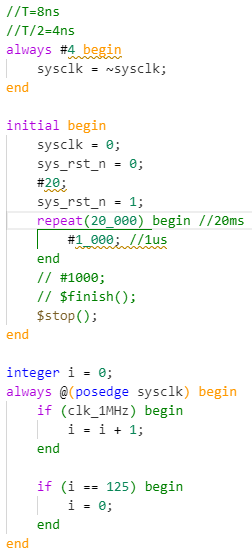 //T=8ns
//T/2=4ns
always #4 begin
    sysclk = ~sysclk;
end

initial begin
    sysclk = 0;
    sys_rst_n = 0;
    #20;
    sys_rst_n = 1;
    repeat(20_000) begin //20ms
        #1_000; //1us
    end
    // #1000;
    // $finish();
    $stop();
end

integer i = 0;
always @(posedge sysclk) begin
    if (clk_1MHz) begin
        i = i + 1;
    end

    if (i == 125) begin
        i = 0;
    end
end